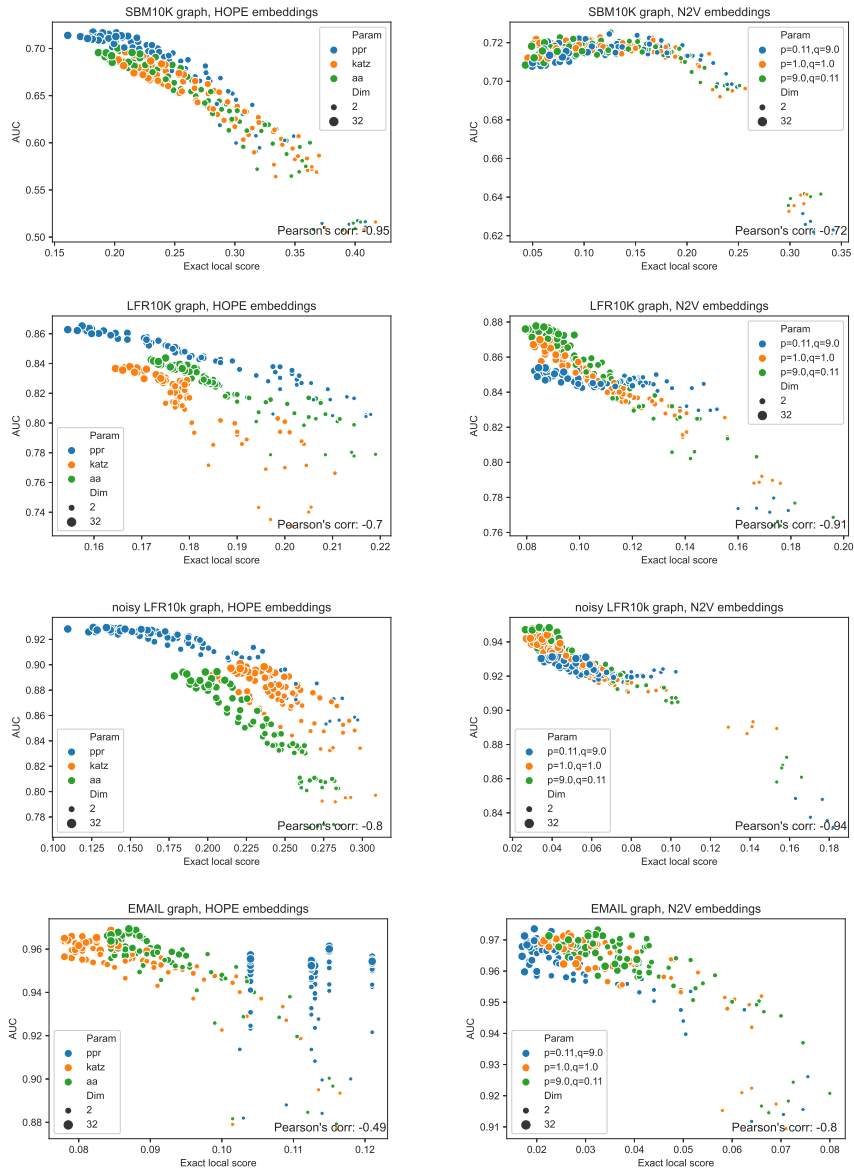 SBM10K graph, HOPE embeddings
AUC
0.70
0.65
0.60
0.55
0.50
Param
ppr
katz
aa
Dim
2
32
Pearson's corr: -0.95
0.15
0.20
0.25
0.30
0.35
0.40
Exact local score
SBM10K graph, N2V embeddings
AUC
0.72
0.70
0.68
0.66
0.64
0.62
Param
p=0.11,q=9.0
p=1.0,q=1.0
p=9.0,q=0.11
Dim
2
32
Pearson's corr: -0.72
0.05
0.10
0.15
0.20
0.25
0.30
0.35
Exact local score
LFR10K graph, HOPE embeddings
AUC
0.86
0.84
0.82
0.80
0.78
0.76
0.74
Param
ppr
katz
aa
Dim
2
32
Pearson's corr: -0.7
0.16
0.17
0.18
0.19
0.20
0.21
0.22
Exact local score
LFR10K graph, N2V embeddings
AUC
0.88
0.86
0.84
0.82
0.80
0.78
0.76
Param
p=0.11,q=9.0
p=1.0,q=1.0
p=9.0,q=0.11
Dim
2
32
Pearson's corr: -0.91
0.08
0.10
0.12
0.14
0.16
0.18
0.20
Exact local score
noisy LFR10k graph, HOPE embeddings
AUC
0.92
0.90
0.88
0.86
0.84
0.82
0.80
0.78
Param
ppr
katz
aa
Dim
2
32
Pearson's corr: -0.8
0.100
0.125
0.150
0.175
0.200
0.225
0.250
0.275
0.300
Exact local score
noisy LFR10k graph, N2V embeddings
AUC
0.94
0.92
0.90
0.88
0.86
0.84
Param
p=0.11,q=9.0
p=1.0,q=1.0
p=9.0,q=0.11
Dim
2
32
Pearson's corr: -0.94
0.02
0.04
0.06
0.08
0.10
0.12
0.14
0.16
0.18
Exact local score
EMAIL graph, HOPE embeddings
AUC
0.96
0.94
0.92
0.90
0.88
Param
ppr
katz
aa
Dim
2
32
Pearson's corr: -0.49
0.08
0.09
0.10
0.11
0.12
Exact local score
EMAIL graph, N2V embeddings
AUC
0.97
0.96
0.95
0.94
0.93
0.92
0.91
Param
p=0.11,q=9.0
p=1.0,q=1.0
p=9.0,q=0.11
Dim
2
32
Pearson's corr: -0.8
0.02
0.03
0.04
0.05
0.06
0.07
0.08
Exact local score